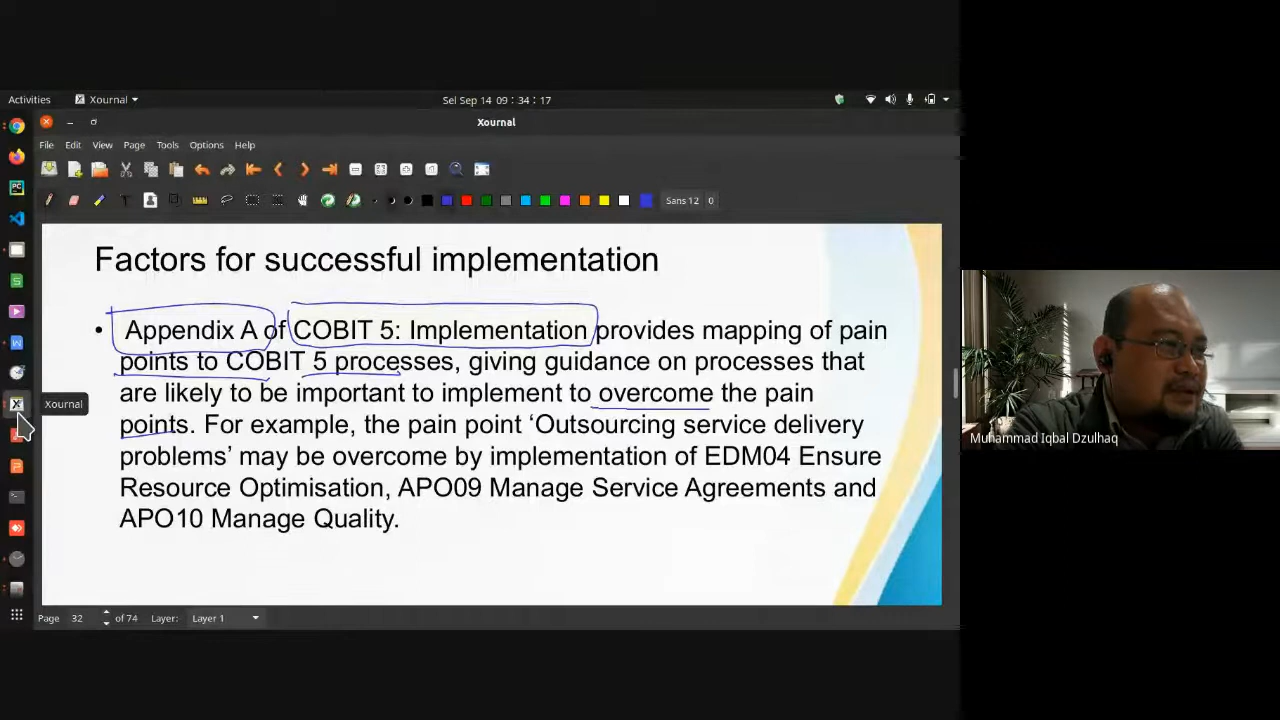 Activities Xournal Sel Sep 14 09:34:17
Xournal
File Edit View Page Tools Options Help
Sans 12 0
Factors for successful implementation
• Appendix A of COBIT 5: Implementation provides mapping of pain
points to COBIT 5 processes, giving guidance on processes that
are likely to be important to implement to overcome the pain
points. For example, the pain point ‘Outsourcing service delivery
problems’ may be overcome by implementation of EDM04 Ensure
Resource Optimisation, APO09 Manage Service Agreements and
APO10 Manage Quality.
Xournal
Muhammad Iqbal Dzulhaq
Page 32 of 74 Layer: Layer 1